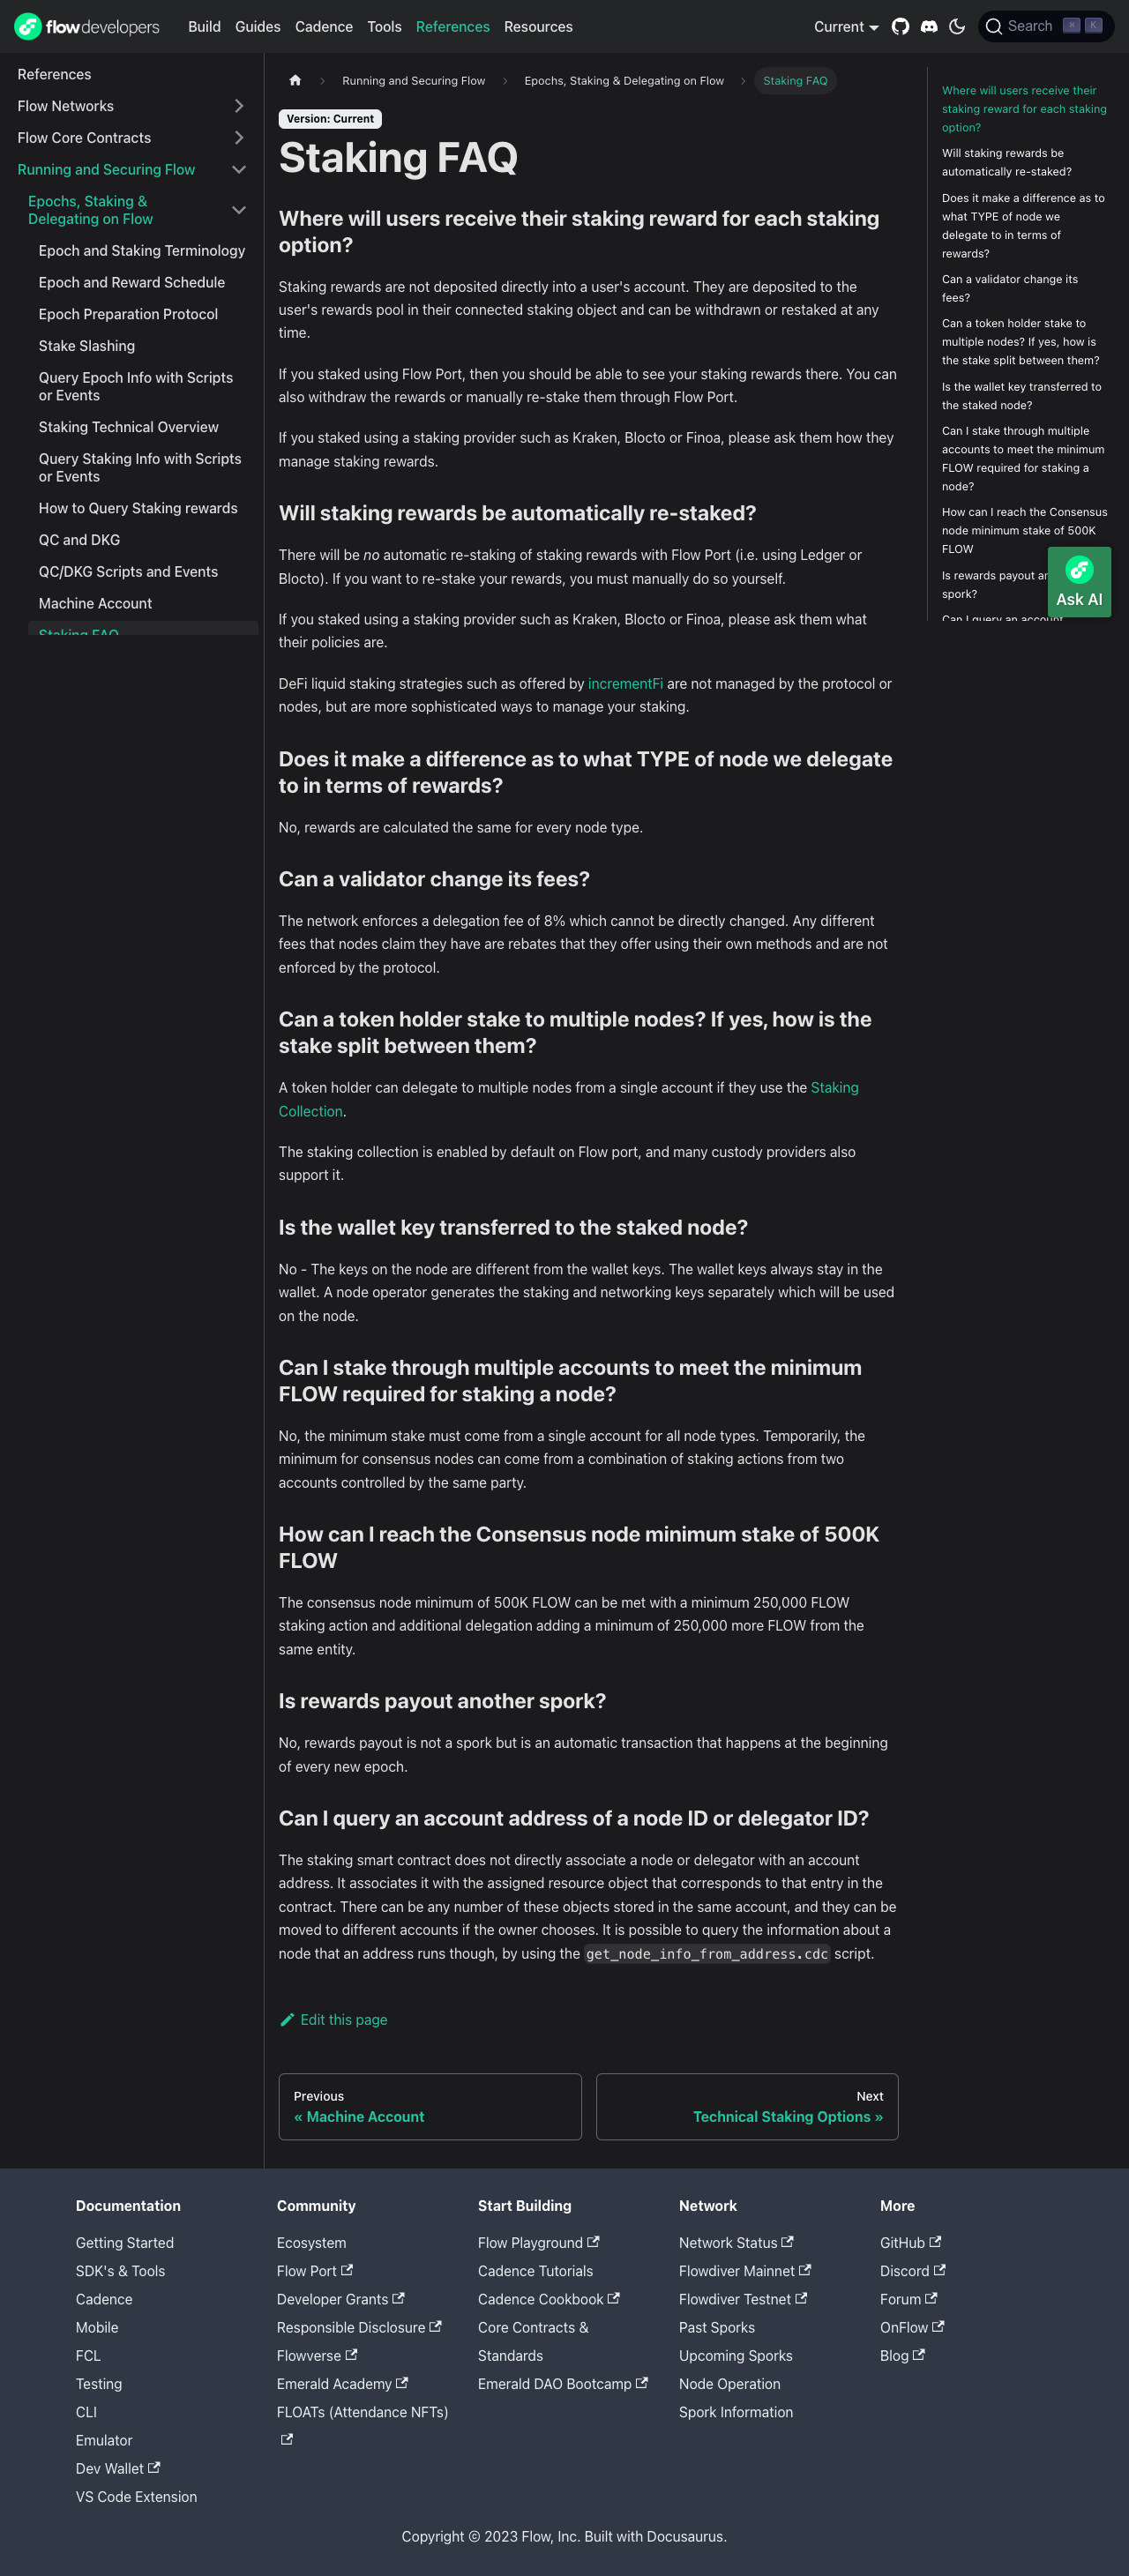 flowdevelopers
Build
Guides
Cadence
Tools
References
Resources
Current
Search
⌘ K
References
Flow Networks
Flow Core Contracts
Running and Securing Flow
Epochs, Staking &
Delegating on Flow
Epoch and Staking Terminology
Epoch and Reward Schedule
Epoch Preparation Protocol
Stake Slashing
Query Epoch Info with Scripts
or Events
Staking Technical Overview
Query Staking Info with Scripts
or Events
How to Query Staking rewards
QC and DKG
QC/DKG Scripts and Events
Machine Account
Staking FAQ
Running and Securing Flow
Epochs, Staking & Delegating on Flow
Staking FAQ
Version: Current
Staking FAQ
Where will users receive their staking reward for each staking
option?
Staking rewards are not deposited directly into a user's account. They are deposited to the
user's rewards pool in their connected staking object and can be withdrawn or restaked at any
time.
If you staked using Flow Port, then you should be able to see your staking rewards there. You can
also withdraw the rewards or manually re-stake them through Flow Port.
If you staked using a staking provider such as Kraken, Blocto or Finoa, please ask them how they
manage staking rewards.
Will staking rewards be automatically re-staked?
There will be no automatic re-staking of staking rewards with Flow Port (i.e. using Ledger or
Blocto). If you want to re-stake your rewards, you must manually do so yourself.
If you staked using a staking provider such as Kraken, Blocto or Finoa, please ask them what
their policies are.
DeFi liquid staking strategies such as offered by incrementFi are not managed by the protocol or
nodes, but are more sophisticated ways to manage your staking.
Does it make a difference as to what TYPE of node we delegate
to in terms of rewards?
No, rewards are calculated the same for every node type.
Can a validator change its fees?
The network enforces a delegation fee of 8% which cannot be directly changed. Any different
fees that nodes claim they have are rebates that they offer using their own methods and are not
enforced by the protocol.
Can a token holder stake to multiple nodes? If yes, how is the
stake split between them?
A token holder can delegate to multiple nodes from a single account if they use the Staking
Collection.
The staking collection is enabled by default on Flow port, and many custody providers also
support it.
Is the wallet key transferred to the staked node?
No - The keys on the node are different from the wallet keys. The wallet keys always stay in the
wallet. A node operator generates the staking and networking keys separately which will be used
on the node.
Can I stake through multiple accounts to meet the minimum
FLOW required for staking a node?
No, the minimum stake must come from a single account for all node types. Temporarily, the
minimum for consensus nodes can come from a combination of staking actions from two
accounts controlled by the same party.
How can I reach the Consensus node minimum stake of 500K
FLOW
The consensus node minimum of 500K FLOW can be met with a minimum 250,000 FLOW
staking action and additional delegation adding a minimum of 250,000 more FLOW from the
same entity.
Is rewards payout another spork?
No, rewards payout is not a spork but is an automatic transaction that happens at the beginning
of every new epoch.
Can I query an account address of a node ID or delegator ID?
The staking smart contract does not directly associate a node or delegator with an account
address. It associates it with the assigned resource object that corresponds to that entry in the
contract. There can be any number of these objects stored in the same account, and they can be
moved to different accounts if the owner chooses. It is possible to query the information about a
node that an address runs though, by using the get_node_info_from_address.cdc script.
Edit this page
Previous
« Machine Account
Next
Technical Staking Options »
Where will users receive their
staking reward for each staking
option?
Will staking rewards be
automatically re-staked?
Does it make a difference as to
what TYPE of node we
delegate to in terms of
rewards?
Can a validator change its
fees?
Can a token holder stake to
multiple nodes? If yes, how is
the stake split between them?
Is the wallet key transferred to
the staked node?
Can I stake through multiple
accounts to meet the minimum
FLOW required for staking a
node?
How can I reach the Consensus
node minimum stake of 500K
FLOW
Is rewards payout
spork?
Can I query an account
Ask AI
Documentation
Getting Started
SDK's & Tools
Cadence
Mobile
FCL
Testing
CLI
Emulator
Dev Wallet
VS Code Extension
Community
Ecosystem
Flow Port
Developer Grants
Responsible Disclosure
Flowverse
Emerald Academy
FLOATs (Attendance NFTs)
Start Building
Flow Playground
Cadence Tutorials
Cadence Cookbook
Core Contracts &
Standards
Emerald DAO Bootcamp
Network
Network Status
Flowdiver Mainnet
Flowdiver Testnet
Past Sporks
Upcoming Sporks
Node Operation
Spork Information
More
GitHub
Discord
Forum
OnFlow
Blog
Copyright © 2023 Flow, Inc. Built with Docusaurus.